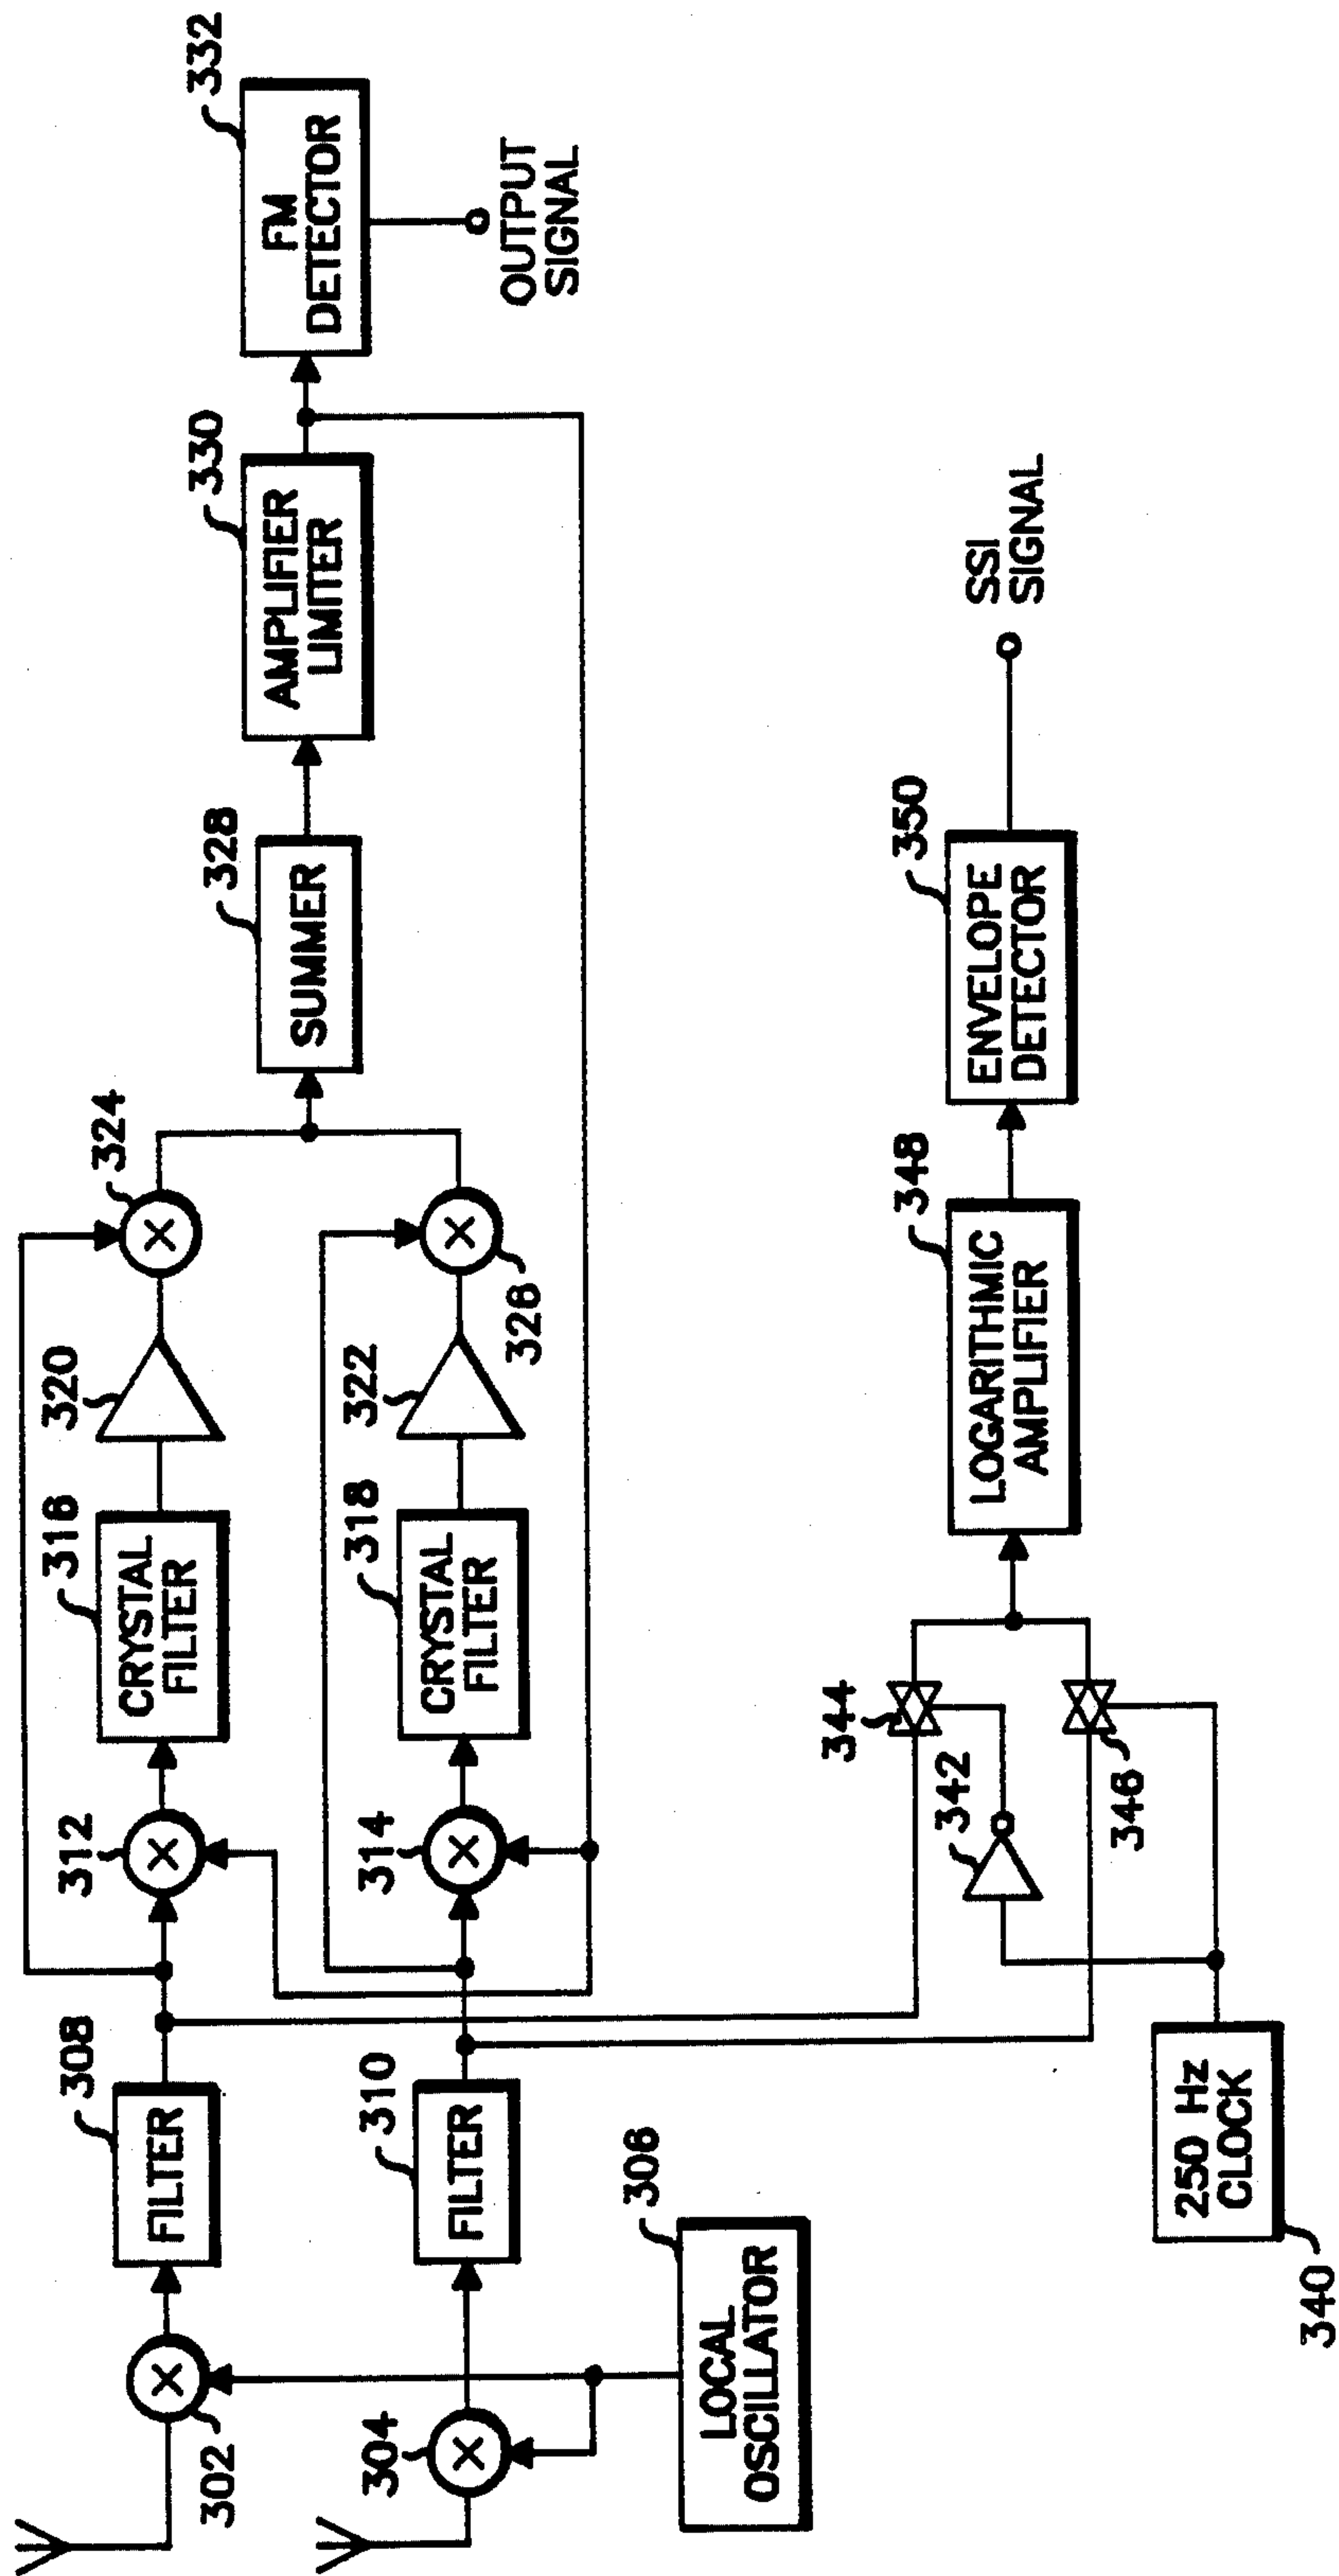 302
304
LOCAL
OSCILLATOR
306
FILTER
308
FILTER
310
312
314
CRYSTAL
FILTER
316
CRYSTAL
FILTER
318
320
322
324
326
SUMMER
328
AMPLIFIER
LIMITER
330
FM
DETECTOR
332
OUTPUT
SIGNAL
250 Hz
CLOCK
340
342
344
346
LOGARITHMIC
AMPLIFIER
348
ENVELOPE
DETECTOR
350
SSI
SIGNAL